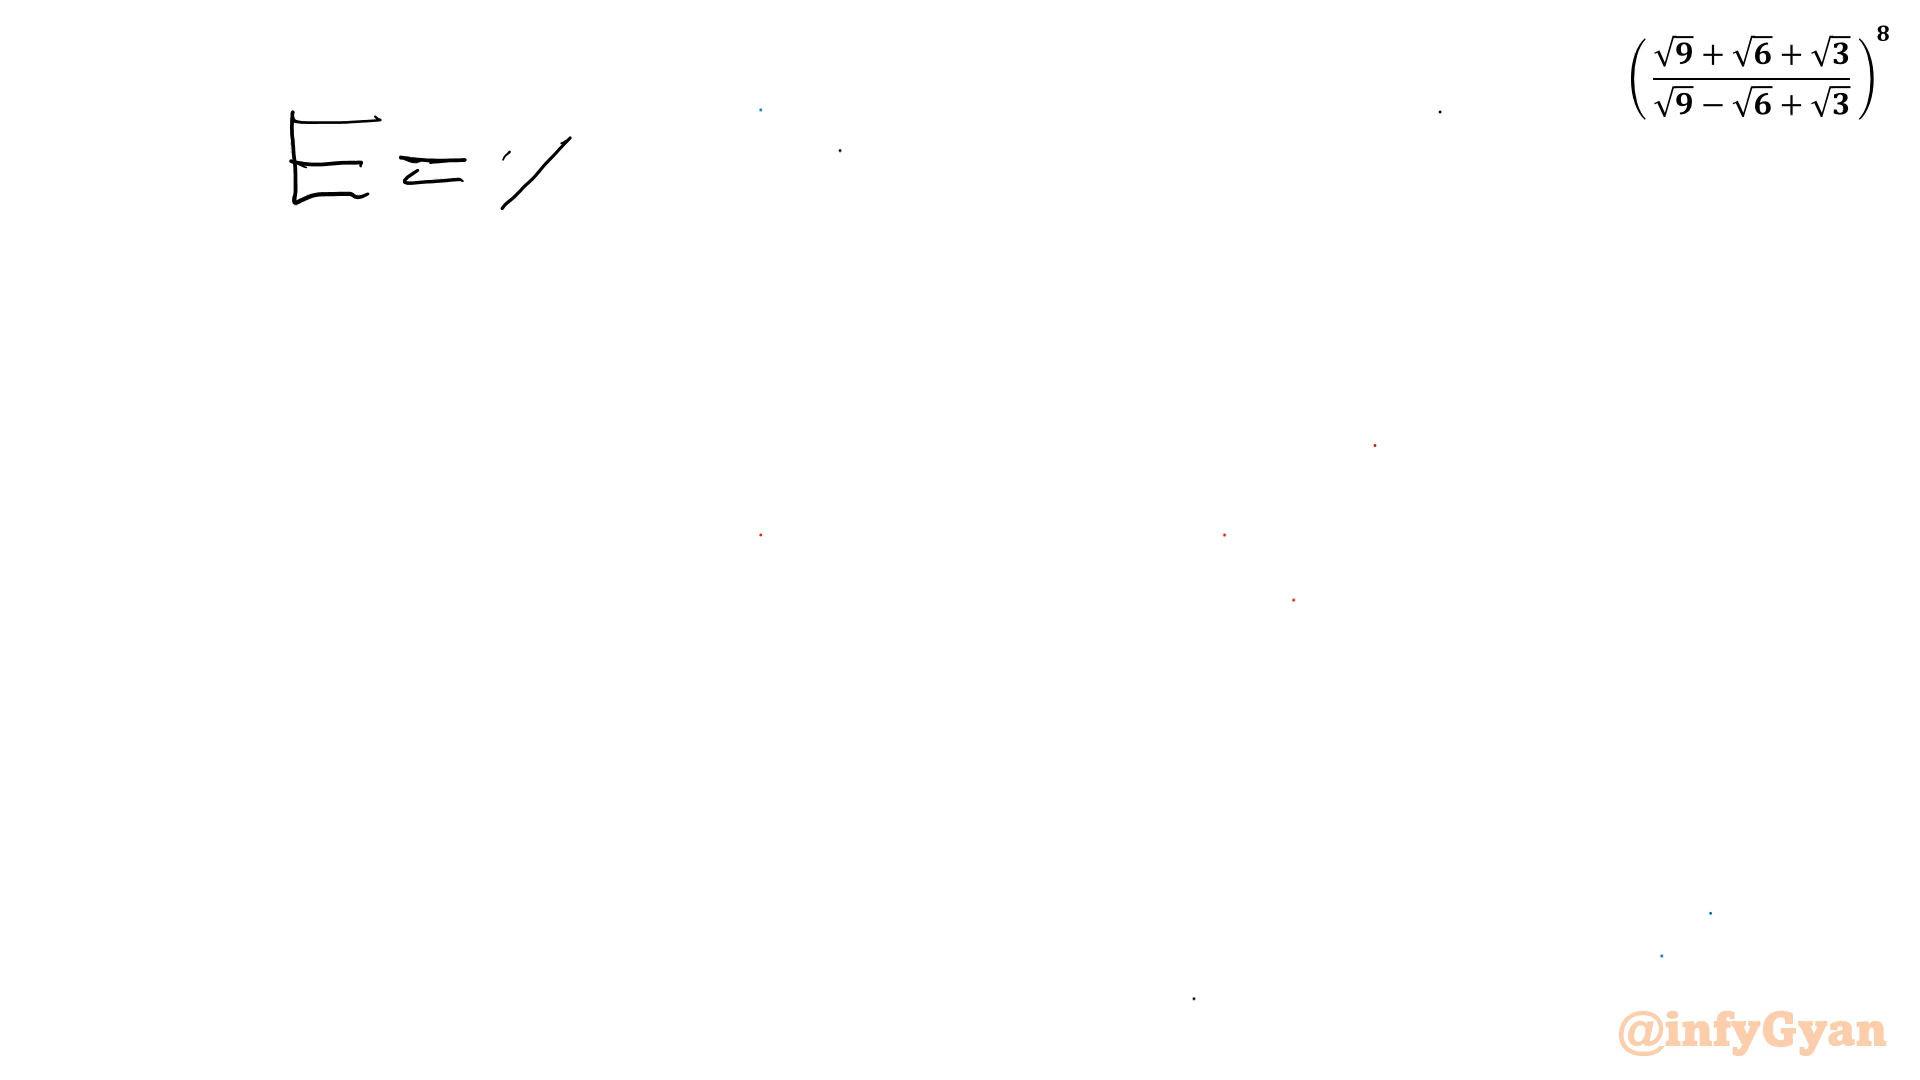 (√9 + √6 + √3 / √9 − √6 + √3)⁸
E = /
@infyGyan